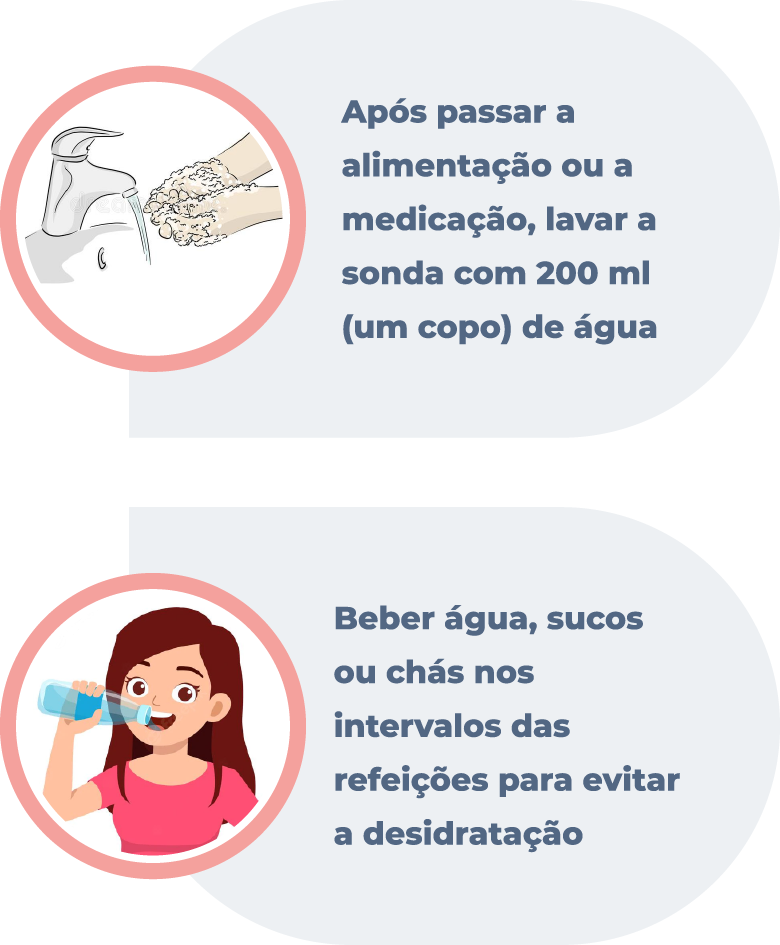 Após passar a
alimentação ou a
medicação, lavar a
sonda com 200 ml
(um copo) de água
Beber água, sucos
ou chás nos
intervalos das
refeições para evitar
a desidratação